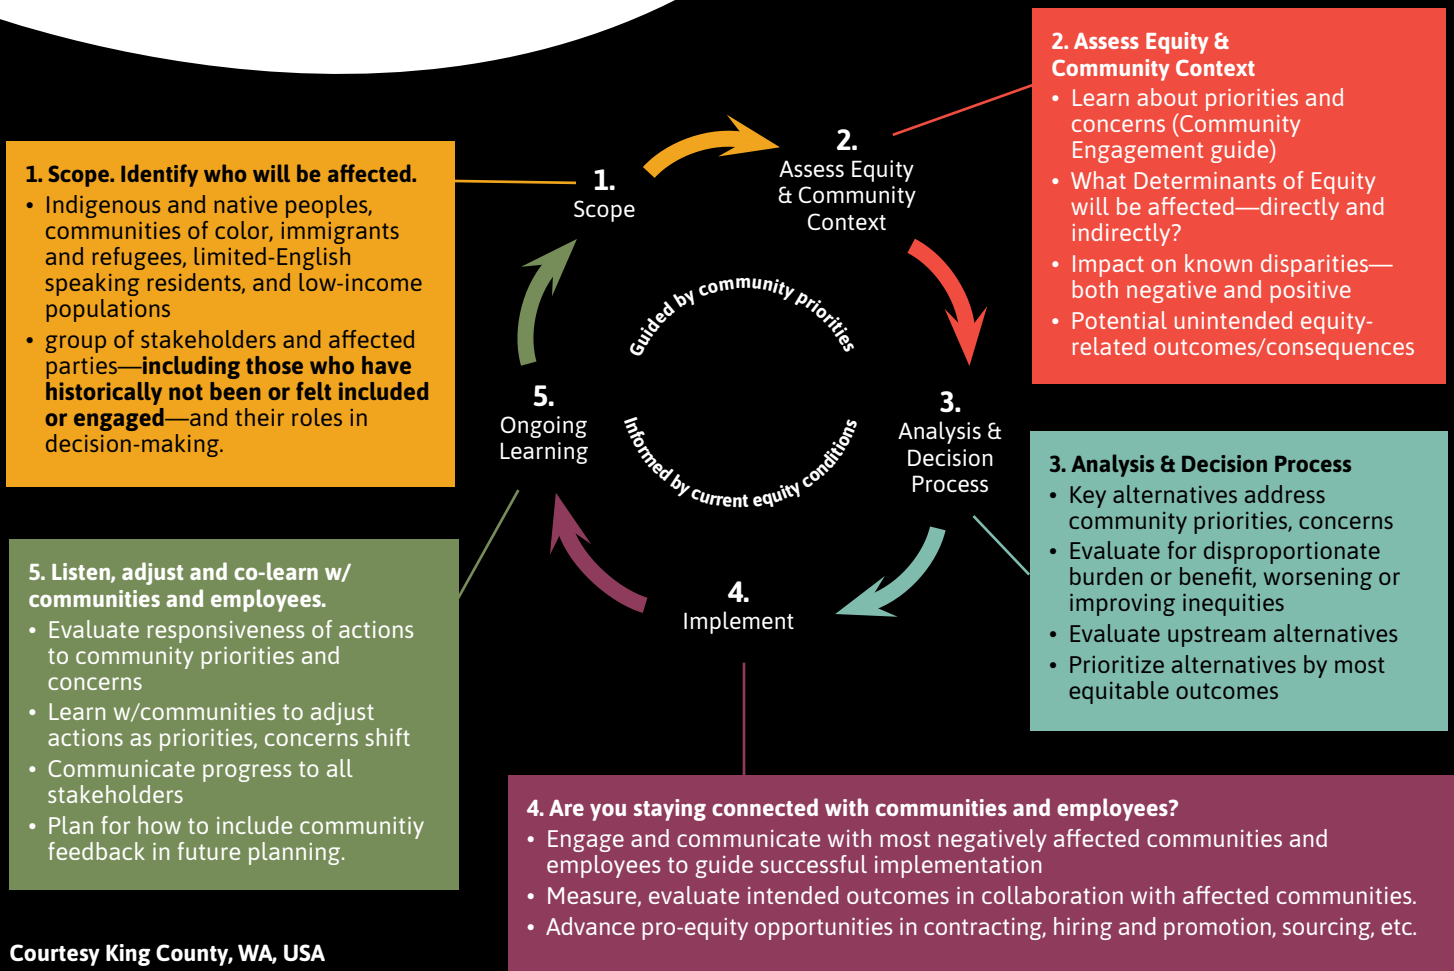 1. Scope. Identify who will be affected.
• Indigenous and native peoples,
communities of color, immigrants
and refugees, limited-English
speaking residents, and low-income
populations
• group of stakeholders and affected
parties—including those who have
historically not been or felt included
or engaged—and their roles in
decision-making.
2. Assess Equity &
Community Context
• Learn about priorities and
concerns (Community
Engagement guide)
• What Determinants of Equity
will be affected—directly and
indirectly?
• Impact on known disparities—
both negative and positive
• Potential unintended equity-
related outcomes/consequences
1.
Scope
2.
Assess Equity
& Community
Context
3.
Analysis &
Decision
Process
4.
Implement
5.
Ongoing
Learning
Guided by community priorities
Informed by current equity conditions
3. Analysis & Decision Process
• Key alternatives address
community priorities, concerns
• Evaluate for disproportionate
burden or benefit, worsening or
improving inequities
• Evaluate upstream alternatives
• Prioritize alternatives by most
equitable outcomes
4. Are you staying connected with communities and employees?
• Engage and communicate with most negatively affected communities and
employees to guide successful implementation
• Measure, evaluate intended outcomes in collaboration with affected communities.
• Advance pro-equity opportunities in contracting, hiring and promotion, sourcing, etc.
5. Listen, adjust and co-learn w/
communities and employees.
• Evaluate responsiveness of actions
to community priorities and
concerns
• Learn w/communities to adjust
actions as priorities, concerns shift
• Communicate progress to all
stakeholders
• Plan for how to include communitiy
feedback in future planning.
Courtesy King County, WA, USA